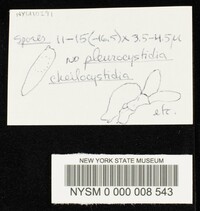 spores 11-15(-16.5) x 3.5-4.5 µ
no pleurocystidia
cheilocystidia
etc.
NEW YORK STATE MUSEUM
NYSM 0 000 008 543